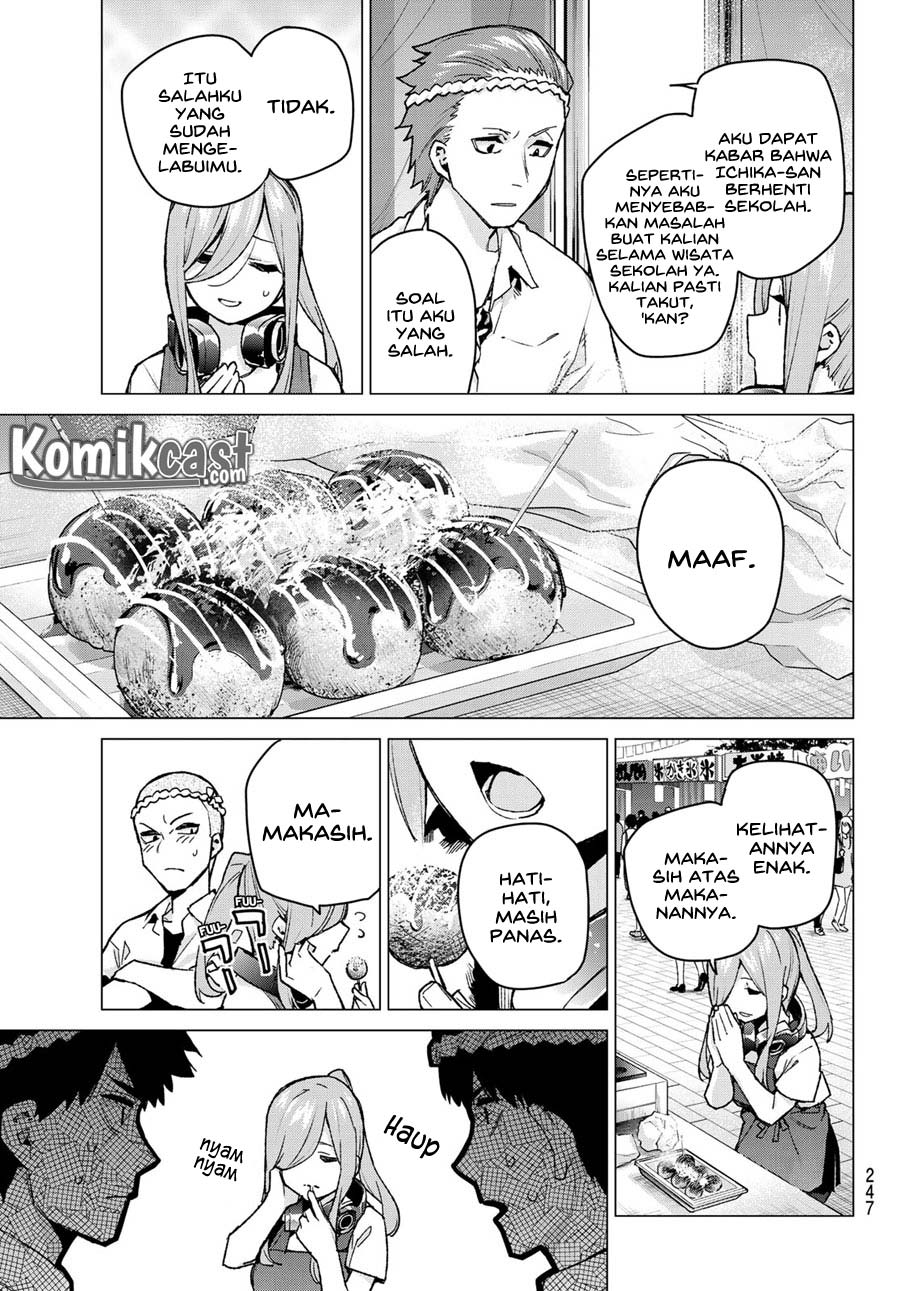 AKU DAPAT
KABAR BAHWA
ICHIKA-SAN
BERHENTI
SEKOLAH.
SEPERTI-
NYA AKU
MENYEBAB-
KAN MASALAH
BUAT KALIAN
SELAMA WISATA
SEKOLAH YA.
KALIAN PASTI
TAKUT,
'KAN?
SOAL
ITU AKU
YANG
SALAH.
TIDAK.
ITU
SALAHKU
YANG
SUDAH
MENGE-
LABUIMU.
Komikcast
.com
MAAF.
KELIHAT-
ANNYA
ENAK.
MAKA-
SIH ATAS
MAKA-
NANNYA.
HATI-
HATI,
MASIH
PANAS.
MA-
MAKASIH.
FUU-
FUU-
FUU-
FUU-
Haup
nyam
nyam
247